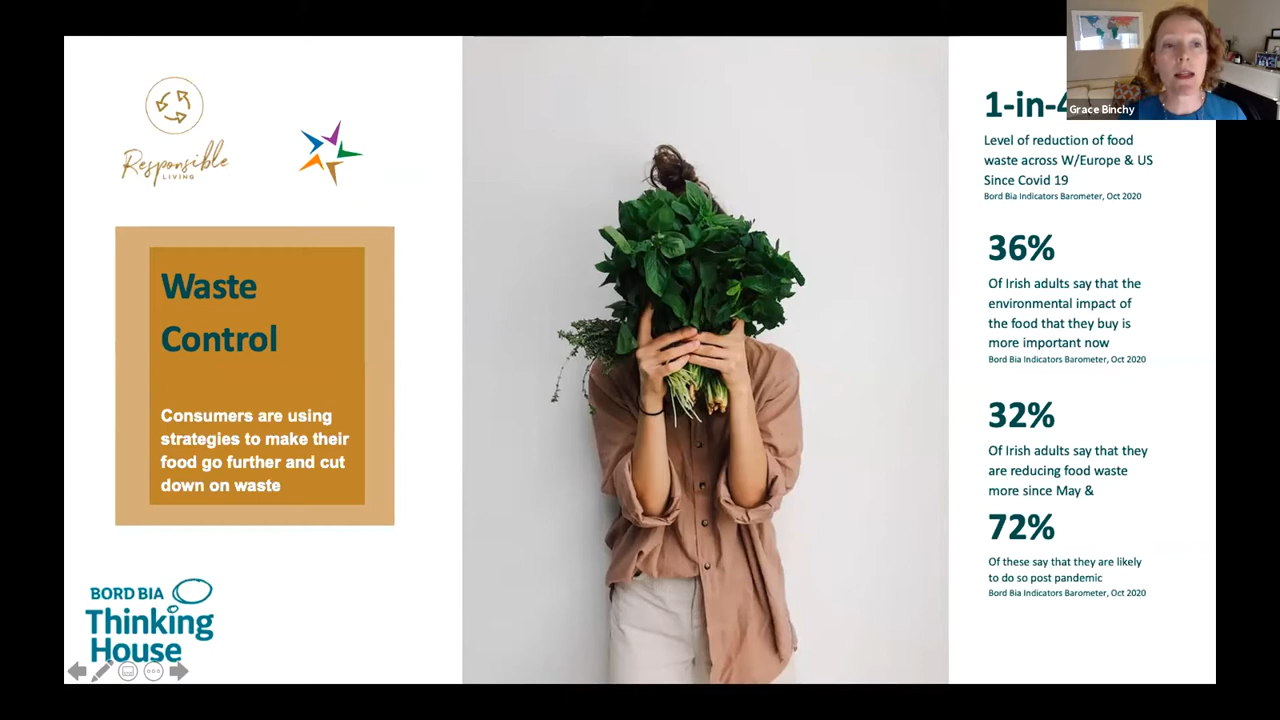 Responsible
LIVING
Waste
Control
Consumers are using
strategies to make their
food go further and cut
down on waste
BORD BIA
Thinking
House
1-in-4
Level of reduction of food
waste across W/Europe & US
Since Covid 19
Bord Bia Indicators Barometer, Oct 2020
36%
Of Irish adults say that the
environmental impact of
the food that they buy is
more important now
Bord Bia Indicators Barometer, Oct 2020
32%
Of Irish adults say that they
are reducing food waste
more since May &
72%
Of these say that they are likely
to do so post pandemic
Bord Bia Indicators Barometer, Oct 2020
Grace Binchy